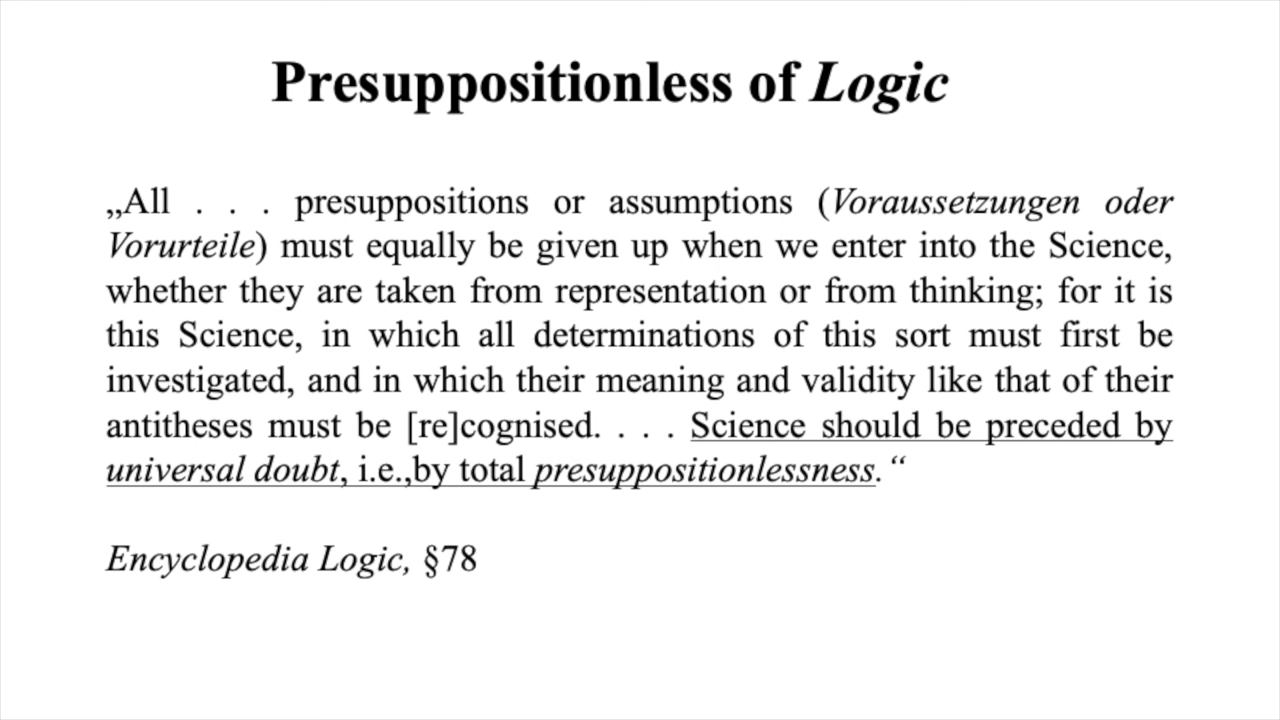 Presuppositionless of Logic
„All . . . presuppositions or assumptions (Voraussetzungen oder
Vorurteile) must equally be given up when we enter into the Science,
whether they are taken from representation or from thinking; for it is
this Science, in which all determinations of this sort must first be
investigated, and in which their meaning and validity like that of their
antitheses must be [re]cognised. . . . Science should be preceded by
universal doubt, i.e.,by total presuppositionlessness.“
Encyclopedia Logic, §78